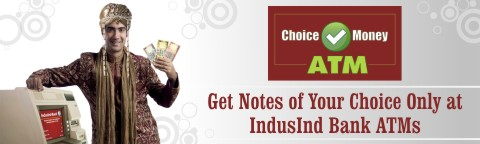 Choice Money
ATM
Get Notes of Your Choice Only at
IndusInd Bank ATMs